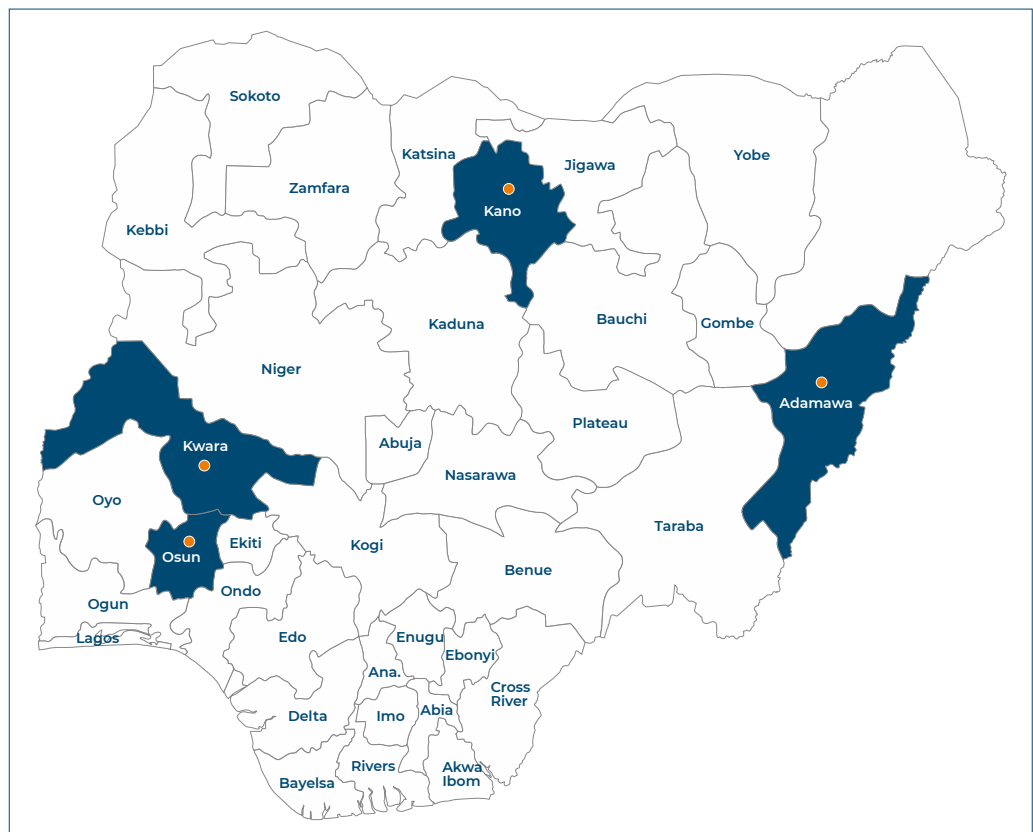 Sokoto
Katsina
Yobe
Jigawa
Zamfara
Kano
Kebbi
Bauchi
Gombe
Kaduna
Niger
Adamawa
Plateau
Abuja
Kwara
Nasarawa
Oyo
Taraba
Ekiti
Kogi
Osun
Benue
Ondo
Ogun
Lagos
Edo
Enugu
Ebonyi
Ana.
Cross
River
Delta
Imo
Abia
Rivers
Akwa
Ibom
Bayelsa